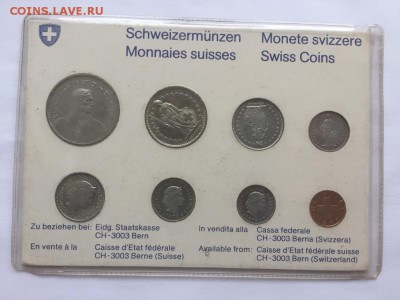 COINS.LAVE.RU
Schweizermünzen Monete svizzere
Monnaies suisses Swiss Coins
Zu beziehen bei: Eidg. Staatskasse
CH-3003 Bern
In vendita alla Cassa federale
CH-3003 Berna (Svizzera)
En vente à la Caisse d'Etat fédérale
CH-3003 Berne (Suisse)
Available from: Caisse d'Etat fédérale
CH-3003 Bern (Switzerland)